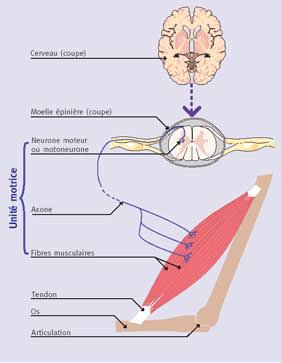 Cerveau (coupe)
Moelle épinière (coupe)
Neurone moteur
ou motoneurone
Unité motrice
Axone
Fibres musculaires
Tendon
Os
Articulation